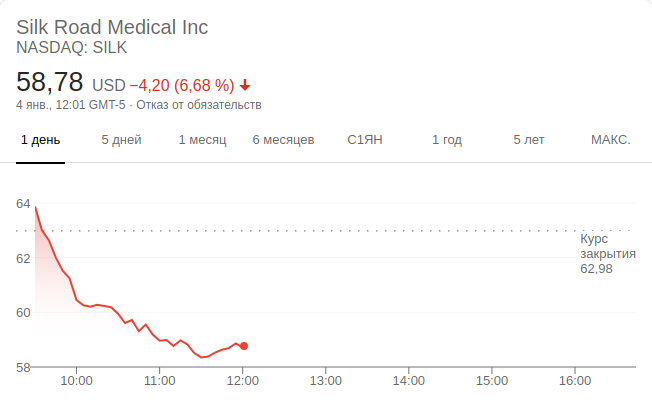 Silk Road Medical Inc
NASDAQ: SILK
58,78 USD −4,20 (6,68 %)
4 янв., 12:01 GMT-5 · Отказ от обязательств
1 день 5 дней 1 месяц 6 месяцев С1ЯН 1 год 5 лет МАКС.
64
Курс
закрытия
62,98
62
60
58
10:00 11:00 12:00 13:00 14:00 15:00 16:00